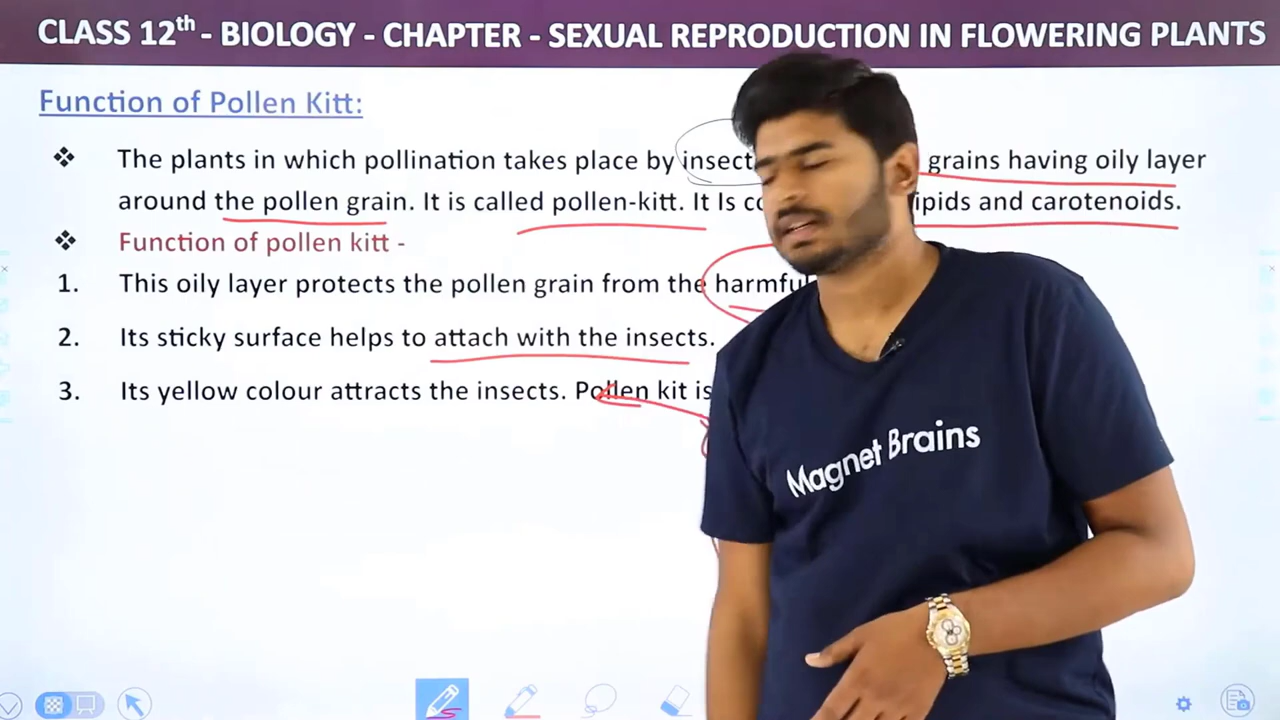 CLASS 12th - BIOLOGY - CHAPTER - SEXUAL REPRODUCTION IN FLOWERING PLANTS
Function of Pollen Kitt:
❖ The plants in which pollination takes place by insect grains having oily layer
around the pollen grain. It is called pollen-kitt. It Is and carotenoids.
❖ Function of pollen kitt -
1. This oily layer protects the pollen grain from the
2. Its sticky surface helps to attach with the insects.
3. Its yellow colour attracts the insects. Pollen kit is
Magnet Brains